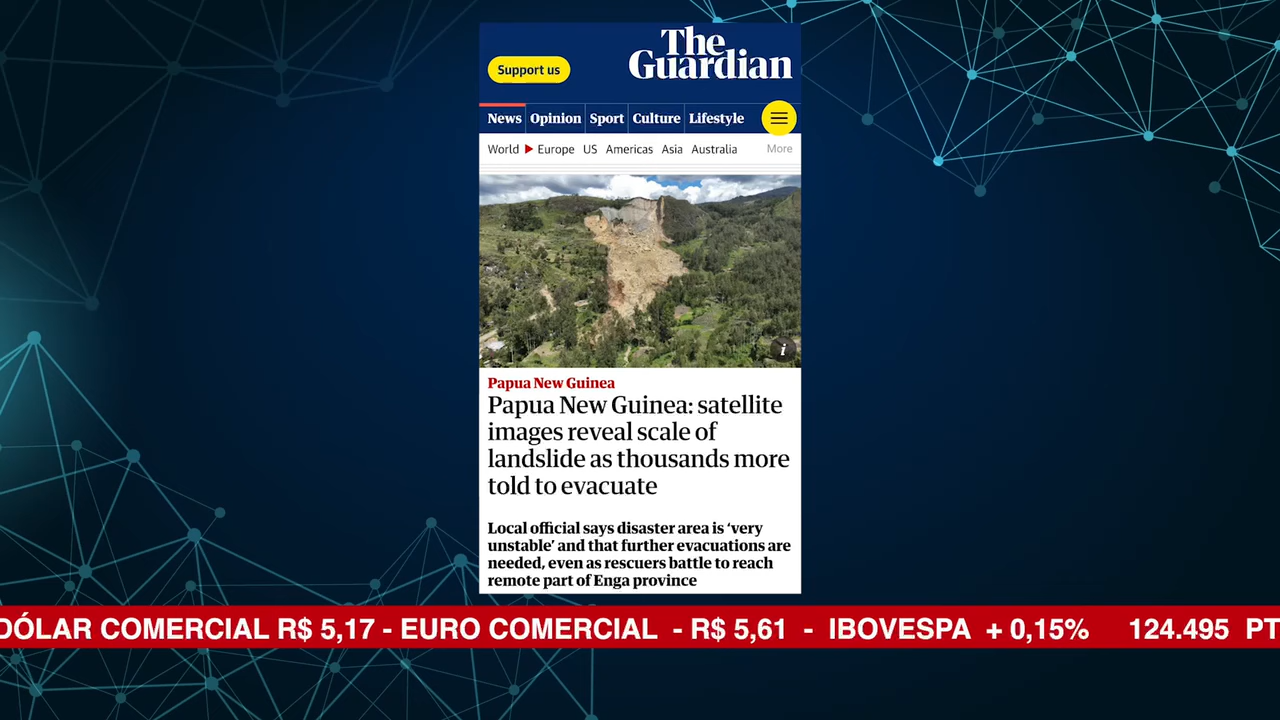 The
Guardian
Support us
News Opinion Sport Culture Lifestyle
World Europe US Americas Asia Australia More
i
Papua New Guinea
Papua New Guinea: satellite
images reveal scale of
landslide as thousands more
told to evacuate
Local official says disaster area is ‘very
unstable’ and that further evacuations are
needed, even as rescuers battle to reach
remote part of Enga province
DÓLAR COMERCIAL R$ 5,17 - EURO COMERCIAL - R$ 5,61 - IBOVESPA + 0,15% 124.495 PT